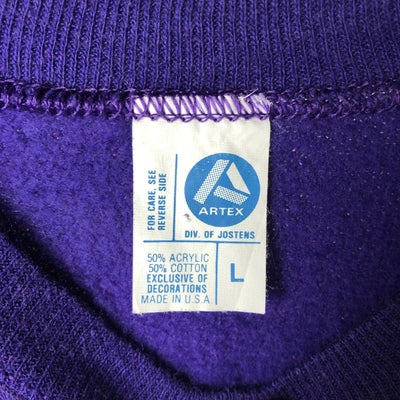 FOR CARE, SEE
REVERSE SIDE
ARTEX
DIV. OF JOSTENS
50% ACRYLIC
50% COTTON
EXCLUSIVE OF
DECORATIONS
MADE IN U.S.A.
L